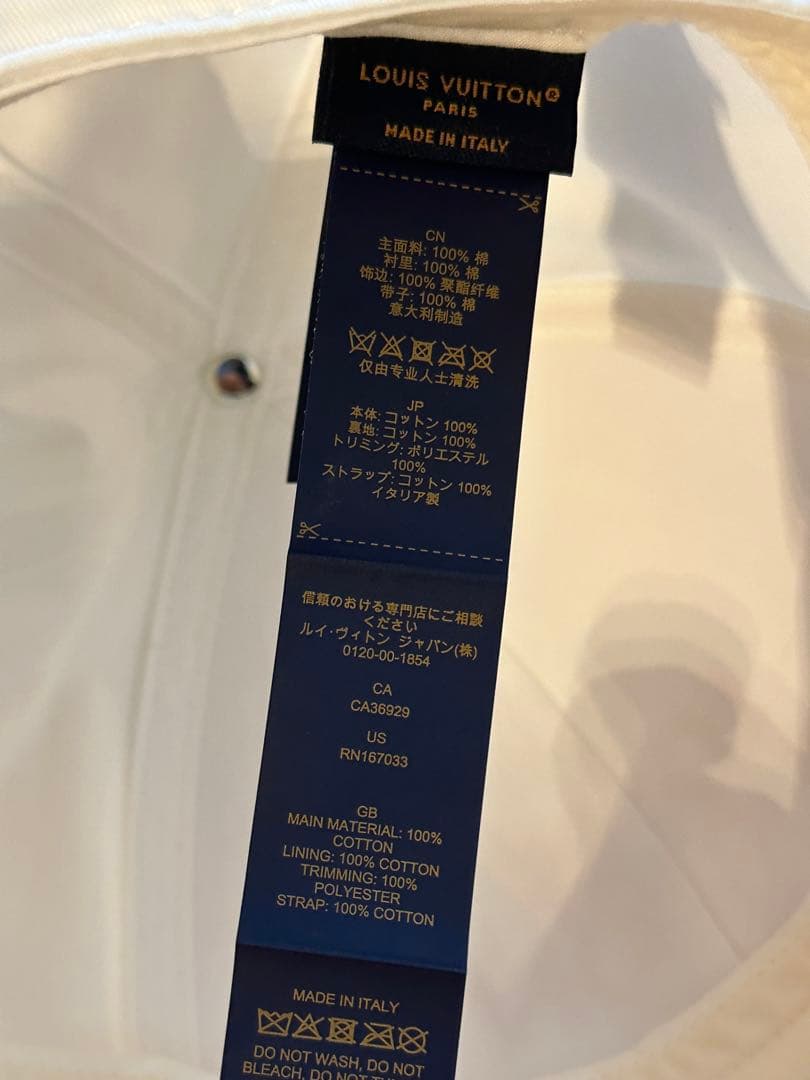 LOUIS VUITTON®
PARIS
MADE IN ITALY
CN
主面料: 100% 棉
衬里: 100% 棉
饰边: 100% 聚酯纤维
带子: 100% 棉
意大利制造
仅由专业人士清洗
JP
本体: コットン 100%
裏地: コットン 100%
トリミング: ポリエステル
100%
ストラップ: コットン 100%
イタリア製
信頼のおける専門店にご相談
ください
ルイ・ヴィトン ジャパン(株)
0120-00-1854
CA
CA36929
US
RN167033
GB
MAIN MATERIAL: 100%
COTTON
LINING: 100% COTTON
TRIMMING: 100%
POLYESTER
STRAP: 100% COTTON
MADE IN ITALY
DO NOT WASH, DO NOT
BLEACH, DO NOT